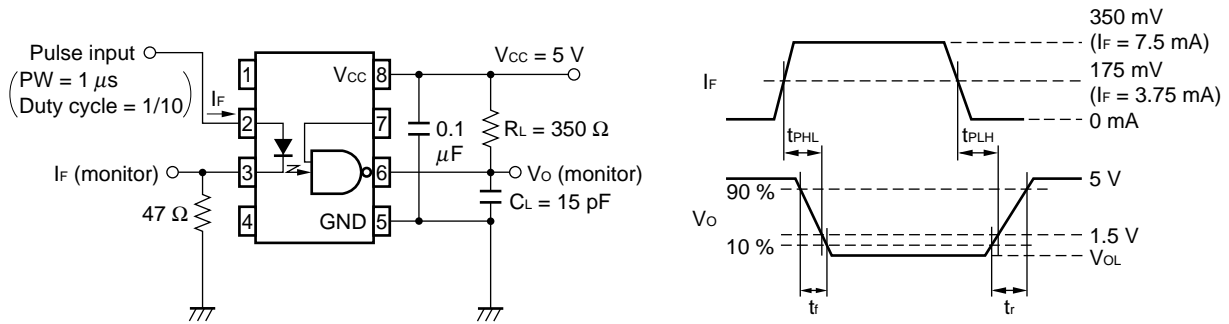 Pulse input
(PW = 1 μs
Duty cycle = 1/10)
IF
IF (monitor)
47 Ω
1
2
3
4
VCC
8
7
6
GND
5
VCC = 5 V
0.1
μF
RL = 350 Ω
VO (monitor)
CL = 15 pF
IF
350 mV
(IF = 7.5 mA)
175 mV
(IF = 3.75 mA)
0 mA
tPHL
tPLH
90 %
VO
10 %
5 V
1.5 V
VOL
tf
tr